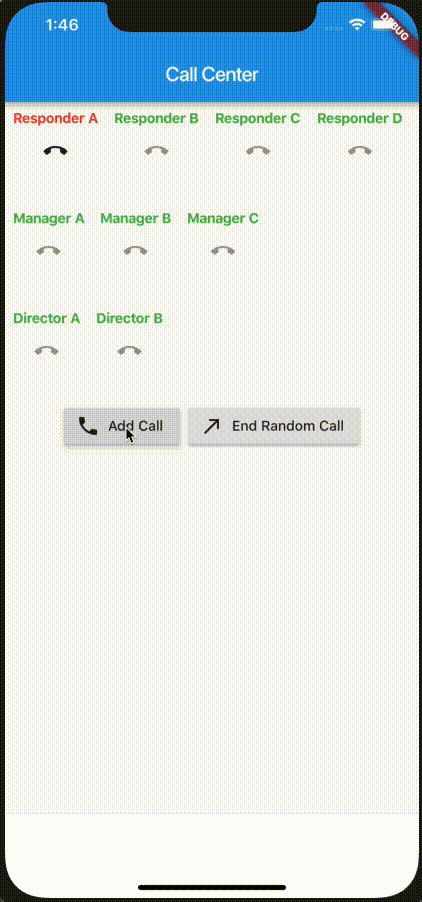 1:46
DEBUG
Call Center
Responder A Responder B Responder C Responder D
Manager A Manager B Manager C
Director A Director B
Add Call End Random Call